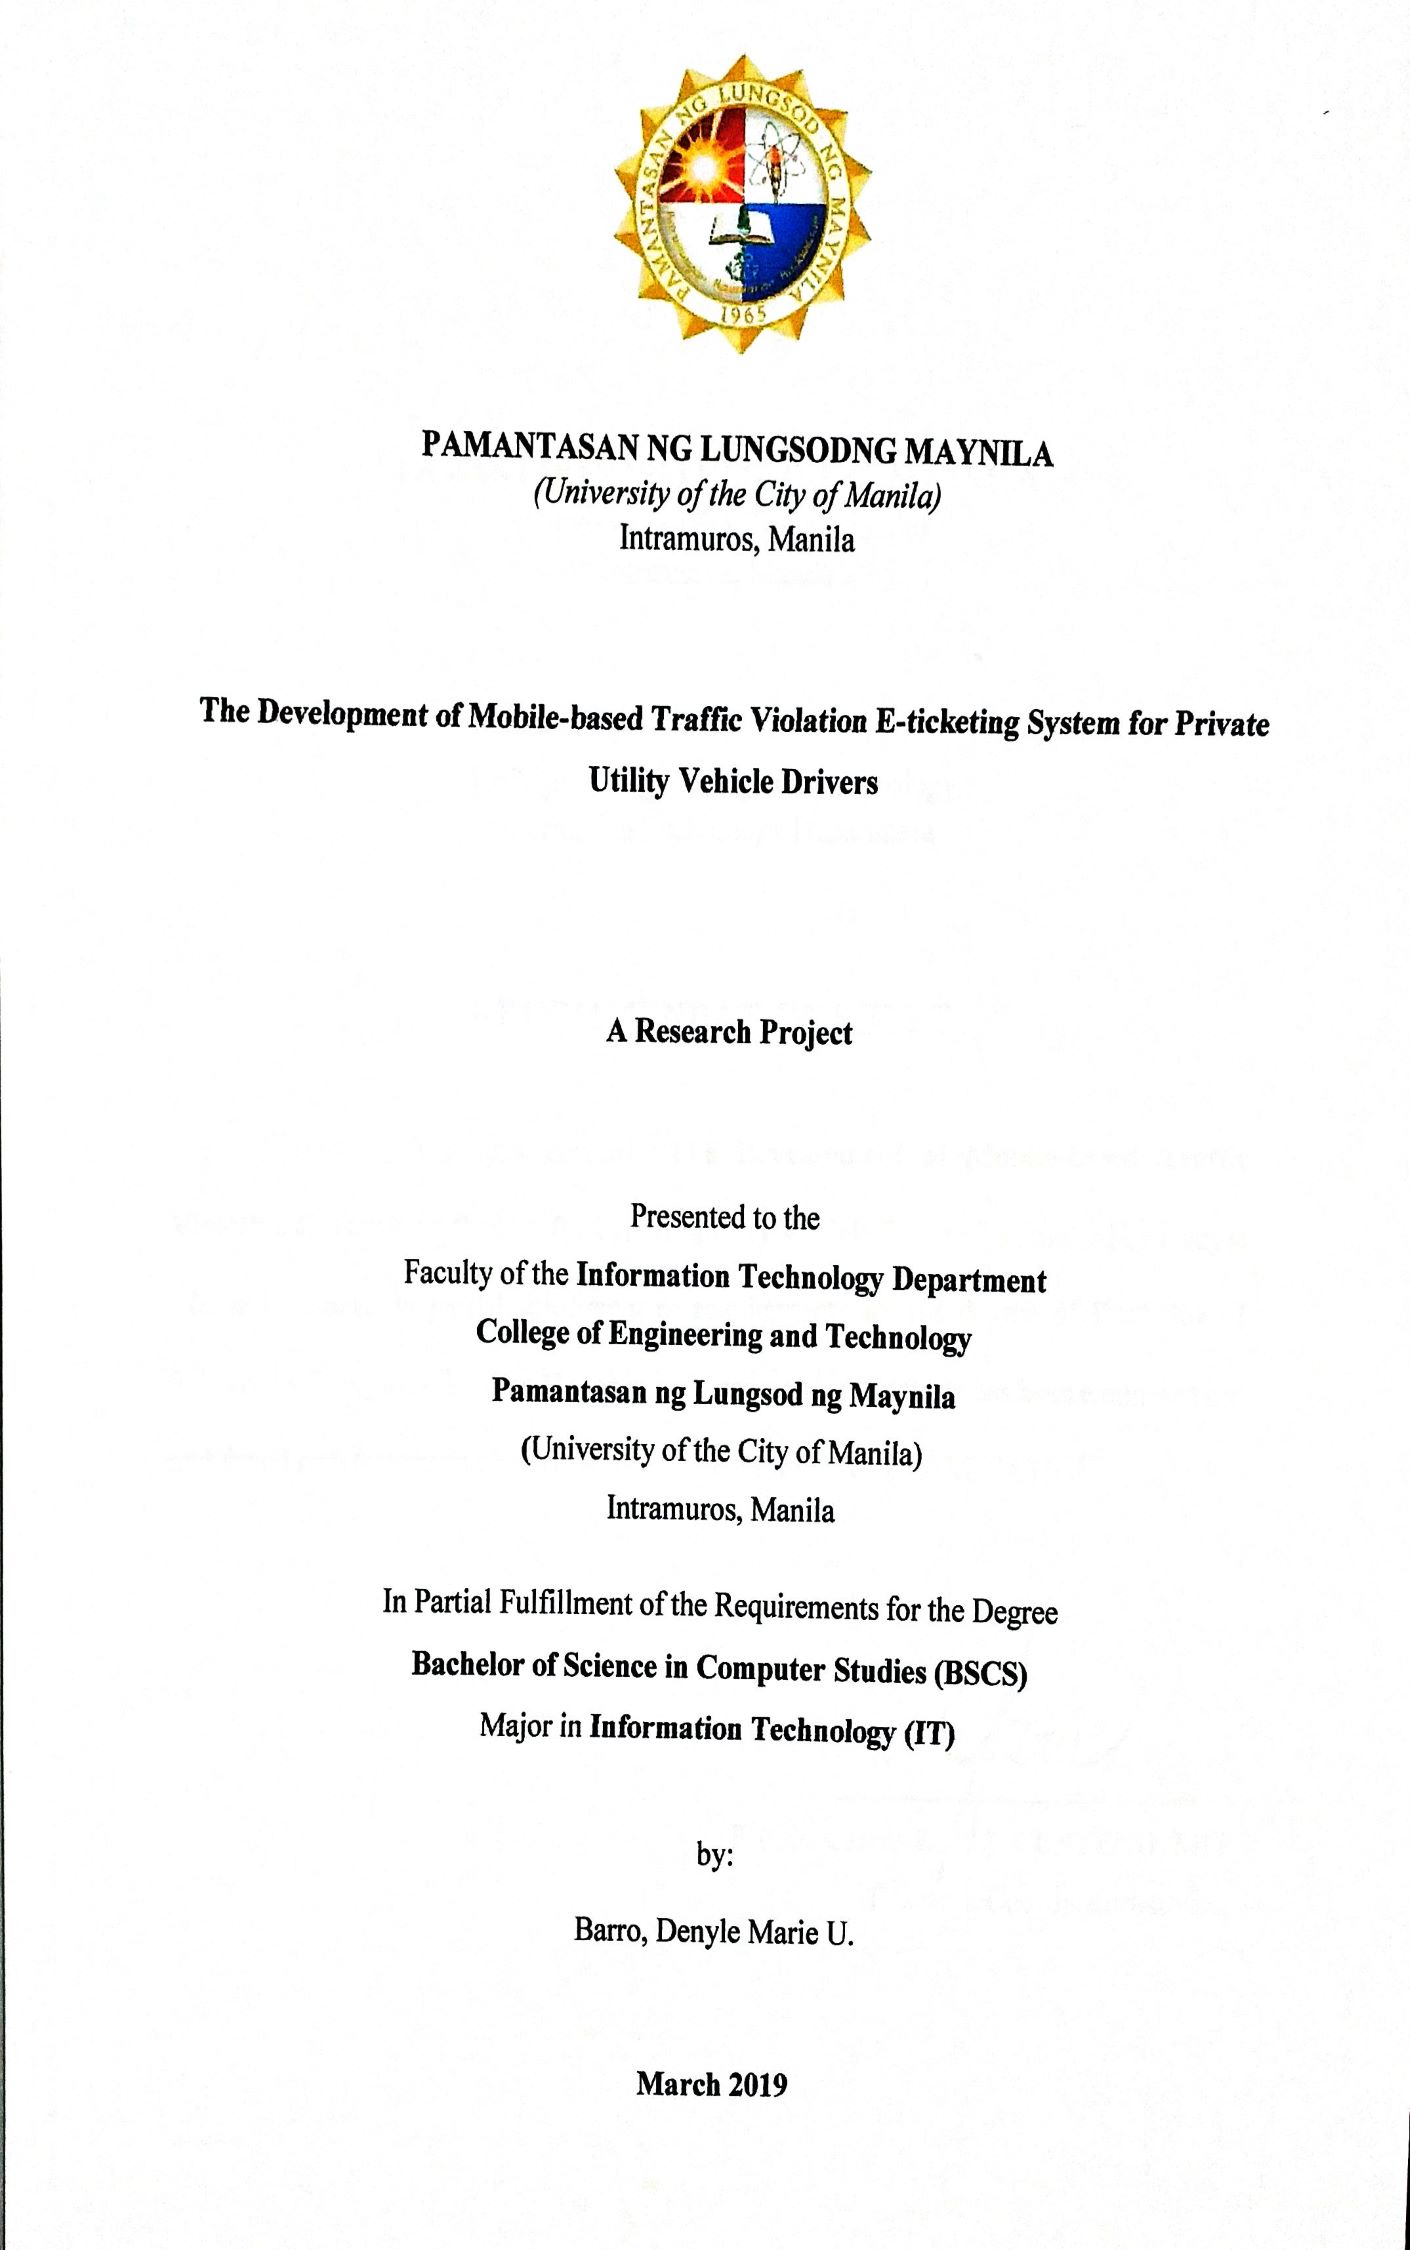 PAMANTASAN NG LUNGSOD NG MAYNILA
1965
PAMANTASAN NG LUNGSODNG MAYNILA
(University of the City of Manila)
Intramuros, Manila
The Development of Mobile-based Traffic Violation E-ticketing System for Private
Utility Vehicle Drivers
A Research Project
Presented to the
Faculty of the Information Technology Department
College of Engineering and Technology
Pamantasan ng Lungsod ng Maynila
(University of the City of Manila)
Intramuros, Manila
In Partial Fulfillment of the Requirements for the Degree
Bachelor of Science in Computer Studies (BSCS)
Major in Information Technology (IT)
by:
Barro, Denyle Marie U.
March 2019